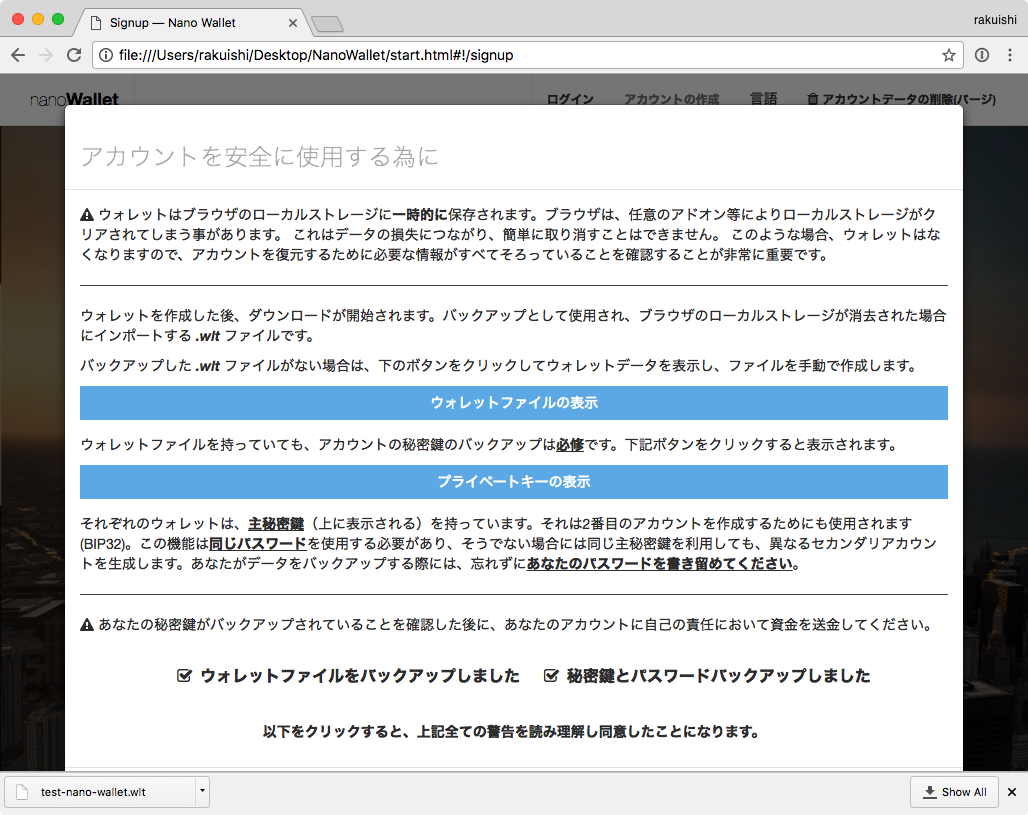 Signup — Nano Wallet
rakuishi
file:///Users/rakuishi/Desktop/NanoWallet/start.html#!/signup
nanoWallet
ログイン
アカウントの作成
言語
アカウントデータの削除(パージ)
アカウントを安全に使用する為に
ウォレットはブラウザのローカルストレージに一時的に保存されます。ブラウザは、任意のアドオン等によりローカルストレージがク
リアされてしまう事があります。 これはデータの損失につながり、簡単に取り消すことはできません。 このような場合、ウォレットはな
くなりますので、アカウントを復元するために必要な情報がすべてそろっていることを確認することが非常に重要です。
ウォレットを作成した後、ダウンロードが開始されます。バックアップとして使用され、ブラウザのローカルストレージが消去された場合
にインポートする .wlt ファイルです。
バックアップした .wlt ファイルがない場合は、下のボタンをクリックしてウォレットデータを表示し、ファイルを手動で作成します。
ウォレットファイルの表示
ウォレットファイルを持っていても、アカウントの秘密鍵のバックアップは必修です。下記ボタンをクリックすると表示されます。
プライベートキーの表示
それぞれのウォレットは、主秘密鍵（上に表示される）を持っています。それは2番目のアカウントを作成するためにも使用されます
(BIP32)。この機能は同じパスワードを使用する必要があり、そうでない場合には同じ主秘密鍵を利用しても、異なるセカンダリアカウン
トを生成します。あなたがデータをバックアップする際には、忘れずにあなたのパスワードを書き留めてください。
あなたの秘密鍵がバックアップされていることを確認した後に、あなたのアカウントに自己の責任において資金を送金してください。
ウォレットファイルをバックアップしました
秘密鍵とパスワードバックアップしました
以下をクリックすると、上記全ての警告を読み理解し同意したことになります。
test-nano-wallet.wlt
Show All